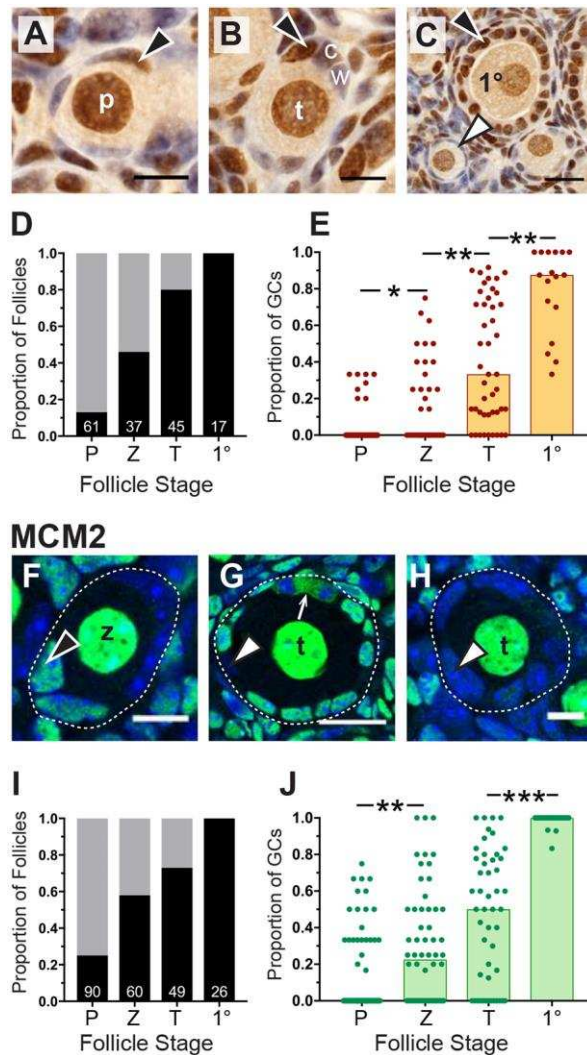 A
p
B
c
w
t
C
1°
D
Proportion of Follicles
1.0
0.8
0.6
0.4
0.2
0.0
61 37 45 17
P Z T 1°
Follicle Stage
E
Proportion of GCs
1.0
0.8
0.6
0.4
0.2
0.0
* ** **
P Z T 1°
Follicle Stage
MCM2
F
z
G
t
H
t
I
Proportion of Follicles
1.0
0.8
0.6
0.4
0.2
0.0
90 60 49 26
P Z T 1°
Follicle Stage
J
Proportion of GCs
1.0
0.8
0.6
0.4
0.2
0.0
** ***
P Z T 1°
Follicle Stage